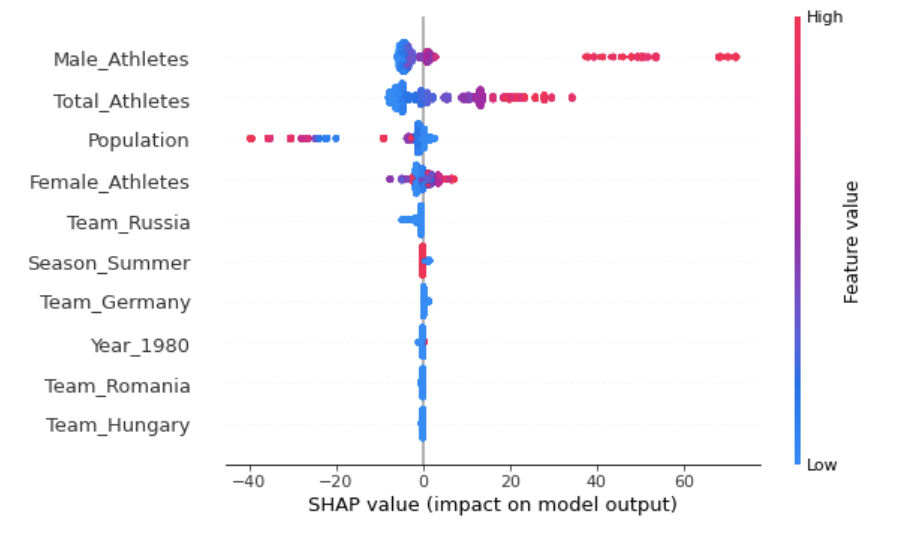 High
Male_Athletes
Total_Athletes
Population
Female_Athletes
Team_Russia
Season_Summer
Team_Germany
Year_1980
Team_Romania
Team_Hungary
Feature value
Low
−40 −20 0 20 40 60
SHAP value (impact on model output)